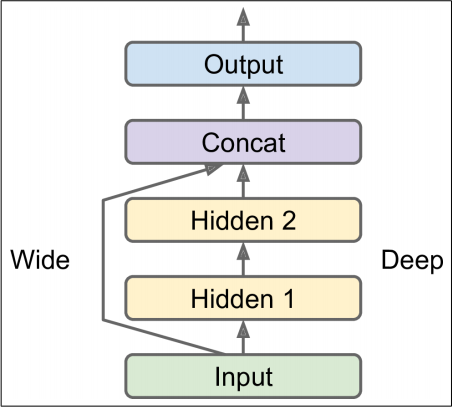 Output
Concat
Hidden 2
Wide
Deep
Hidden 1
Input